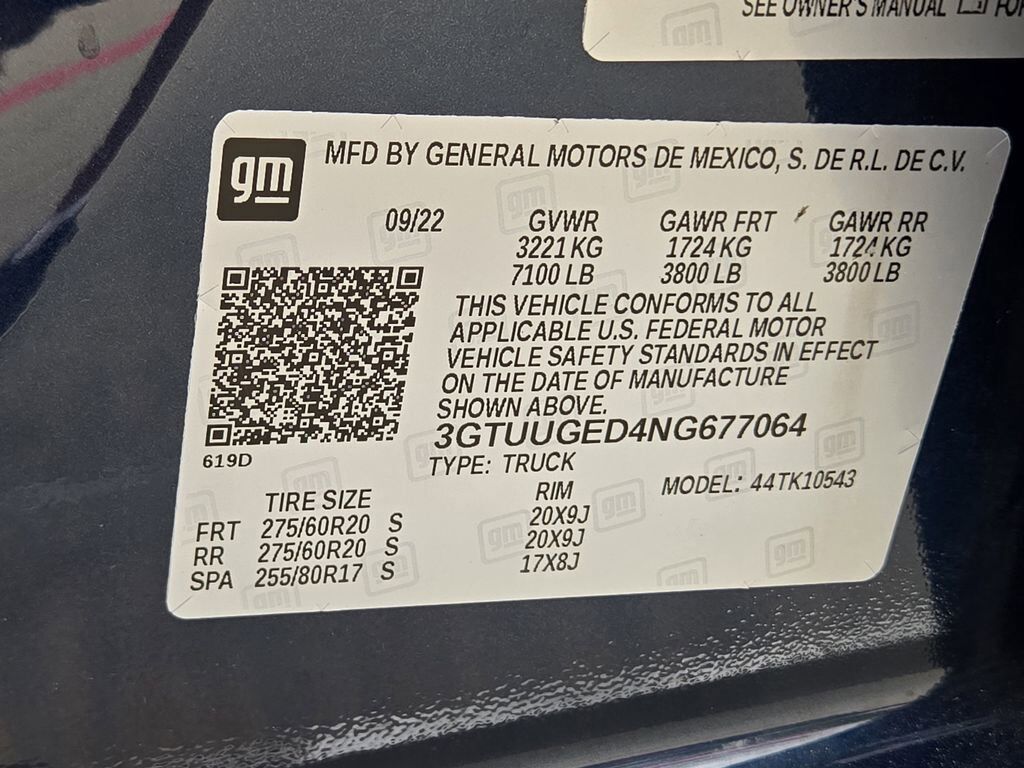 SEE OWNER'S MANUAL
gm
MFD BY GENERAL MOTORS DE MEXICO, S. DE R.L. DE C.V.
09/22 GVWR GAWR FRT GAWR RR
3221 KG 1724 KG 1724 KG
7100 LB 3800 LB 3800 LB
THIS VEHICLE CONFORMS TO ALL
APPLICABLE U.S. FEDERAL MOTOR
VEHICLE SAFETY STANDARDS IN EFFECT
ON THE DATE OF MANUFACTURE
SHOWN ABOVE.
3GTUUGED4NG677064
619D
TYPE: TRUCK MODEL: 44TK10543
TIRE SIZE RIM
FRT 275/60R20 S 20X9J
RR 275/60R20 S 20X9J
SPA 255/80R17 S 17X8J